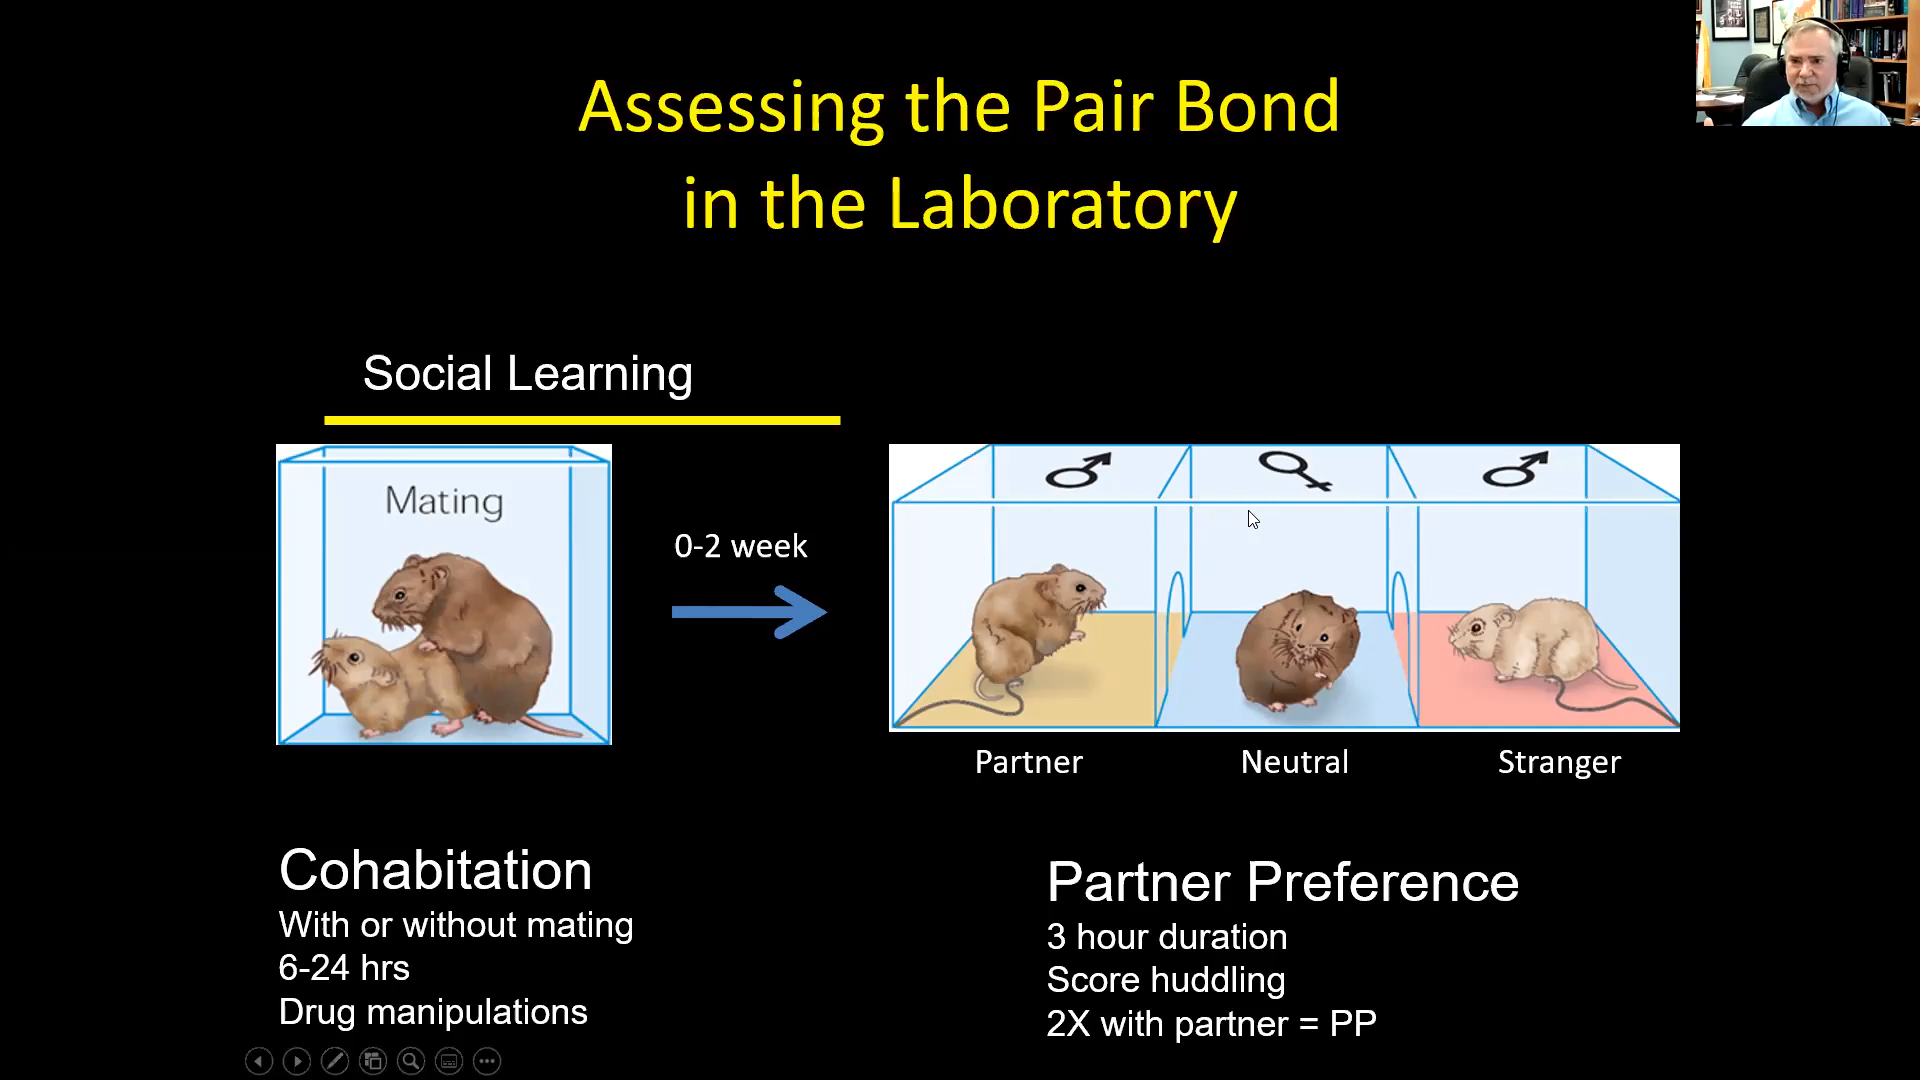 Assessing the Pair Bond
in the Laboratory
Social Learning
Mating
0-2 week
Partner
Neutral
Stranger
Cohabitation
With or without mating
6-24 hrs
Drug manipulations
Partner Preference
3 hour duration
Score huddling
2X with partner = PP